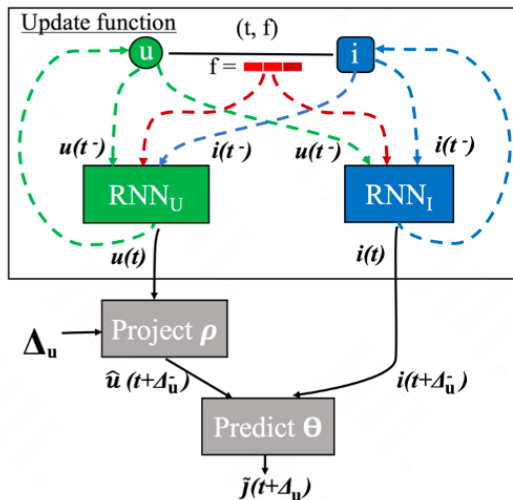 Update function
(t, f)
u
i
f =
u(t⁻)
i(t⁻)
u(t⁻)
i(t⁻)
RNN_U
RNN_I
u(t)
i(t)
Δ_u
Project ρ
û (t+Δ_u⁻)
i(t+Δ_u⁻)
Predict Θ
j̃(t+Δ_u)